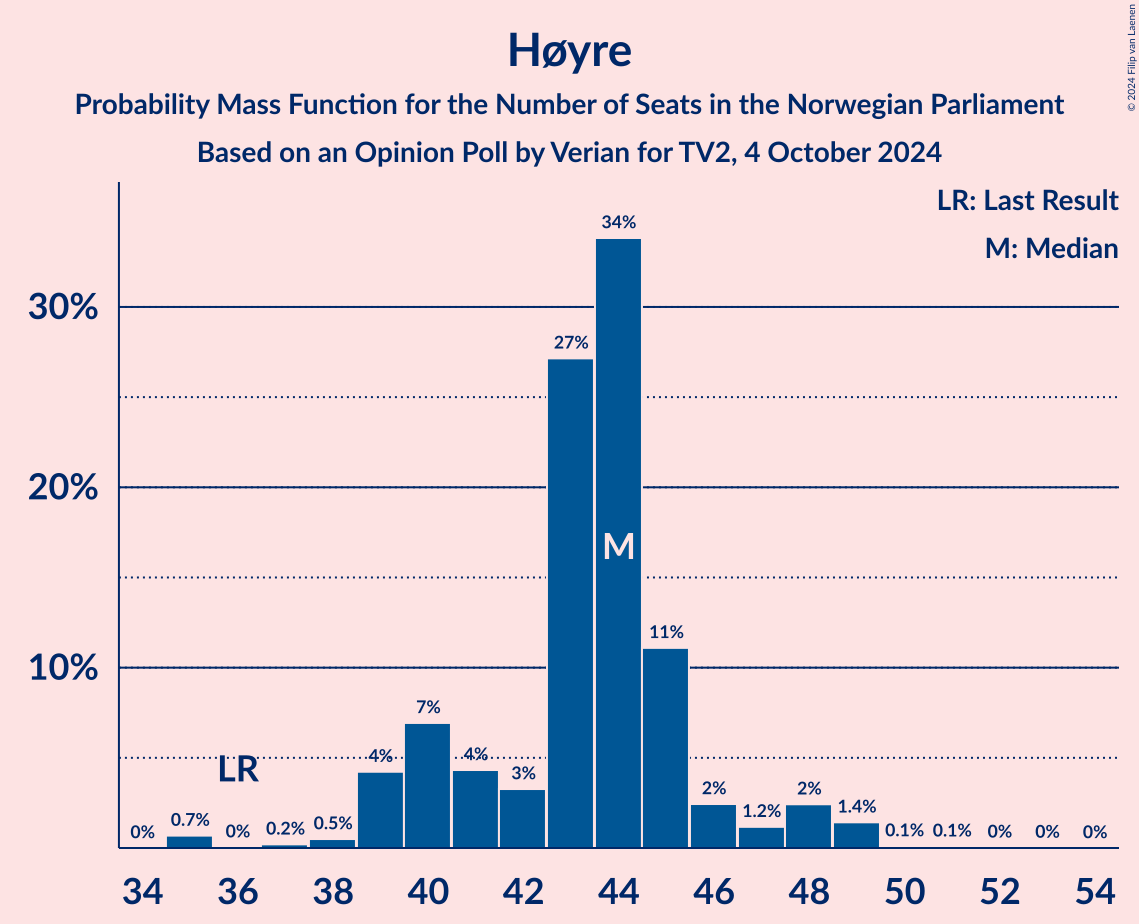 Høyre
Probability Mass Function for the Number of Seats in the Norwegian Parliament
Based on an Opinion Poll by Verian for TV2, 4 October 2024
© 2024 Filip van Laenen
LR: Last Result
M: Median
30%
20%
10%
0% 0.7% 0% 0.2% 0.5% 4% 7% 4% 3% 27% 34% 11% 2% 1.2% 2% 1.4% 0.1% 0.1% 0% 0% 0%
LR
M
34 36 38 40 42 44 46 48 50 52 54